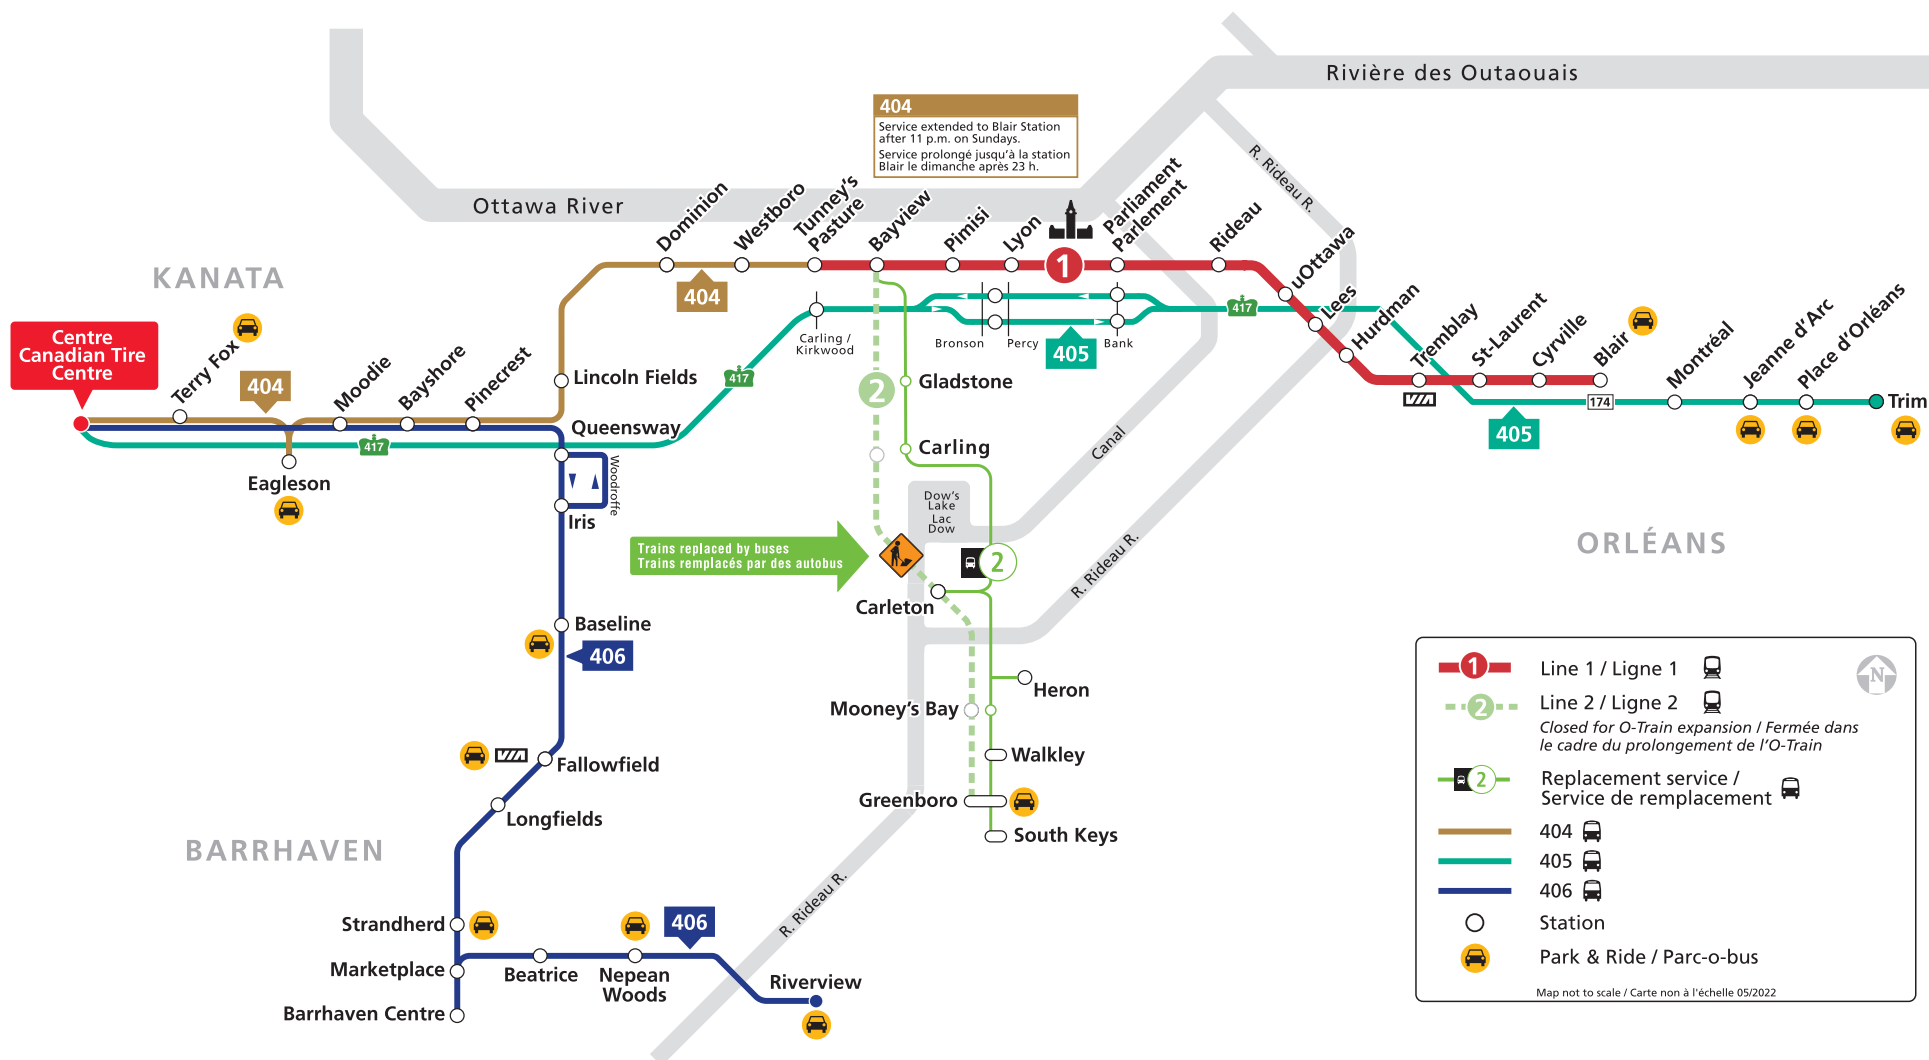 Rivière des Outaouais
Ottawa River
404
Service extended to Blair Station
after 11 p.m. on Sundays.
Service prolongé jusqu'à la station
Blair le dimanche après 23 h.
R. Rideau R.
KANATA
Centre
Canadian Tire
Centre
Terry Fox
404
Eagleson
Moodie
Bayshore
Pinecrest
417
Lincoln Fields
Queensway
Woodroffe
Iris
Dominion
404
Westboro
Tunney's
Pasture
Bayview
Pimisi
Lyon
1
Parliament
Parlement
Rideau
uOttawa
Lees
Hurdman
Tremblay
St-Laurent
Cyrville
Blair
417
Carling /
Kirkwood
Bronson
Percy
405
Bank
417
405
174
Montréal
Jeanne d'Arc
Place d'Orléans
Trim
2
Gladstone
Carling
Canal
Dow's
Lake
Lac
Dow
Trains replaced by buses
Trains remplacés par des autobus
2
Carleton
R. Rideau R.
ORLÉANS
Heron
Mooney's Bay
Walkley
Greenboro
South Keys
Baseline
406
Fallowfield
Longfields
BARRHAVEN
Strandherd
Marketplace
Barrhaven Centre
Beatrice
Nepean
Woods
406
Riverview
R. Rideau R.
1
Line 1 / Ligne 1
N
2
Line 2 / Ligne 2
Closed for O-Train expansion / Fermée dans
le cadre du prolongement de l'O-Train
2
Replacement service /
Service de remplacement
404
405
406
Station
Park & Ride / Parc-o-bus
Map not to scale / Carte non à l'échelle 05/2022